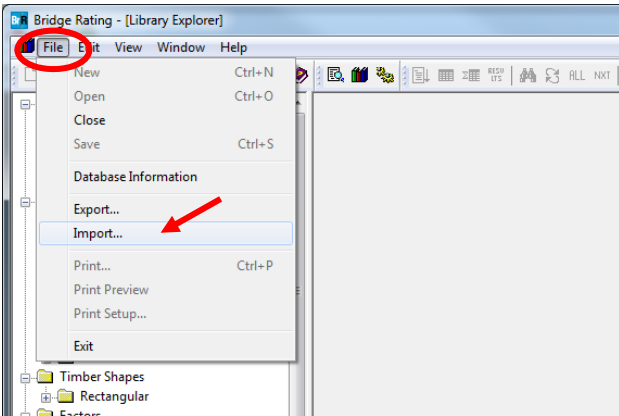 BrR Bridge Rating - [Library Explorer]
File Edit View Window Help
ALL NXT
New Ctrl+N
Open Ctrl+O
Close
Save Ctrl+S
Database Information
Export...
Import...
Print... Ctrl+P
Print Preview
Print Setup...
Exit
Timber Shapes
Rectangular
Factors